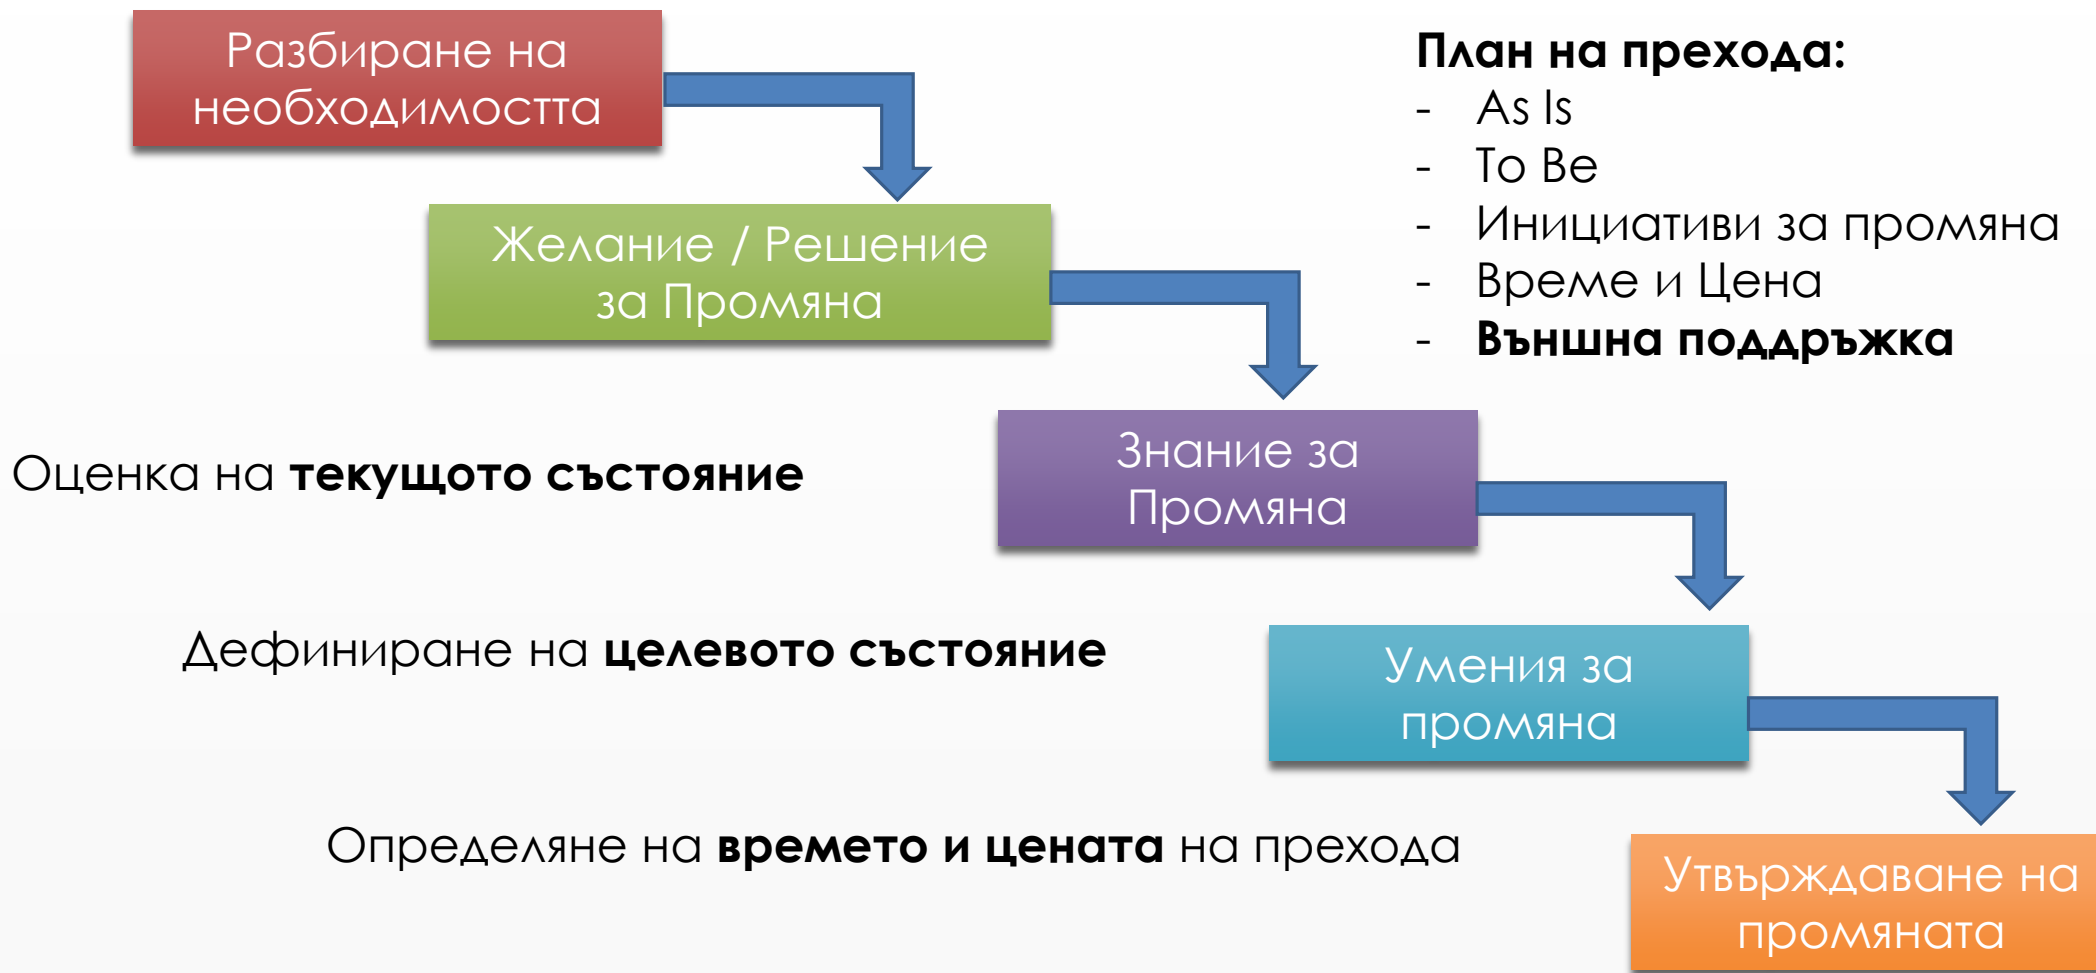 Разбиране на
необходимостта
План на прехода:
- As Is
- To Be
- Инициативи за промяна
- Време и Цена
- Външна поддръжка
Желание / Решение
за Промяна
Знание за
Промяна
Оценка на текущото състояние
Умения за
промяна
Дефиниране на целевото състояние
Определяне на времето и цената на прехода
Утвърждаване на
промяната